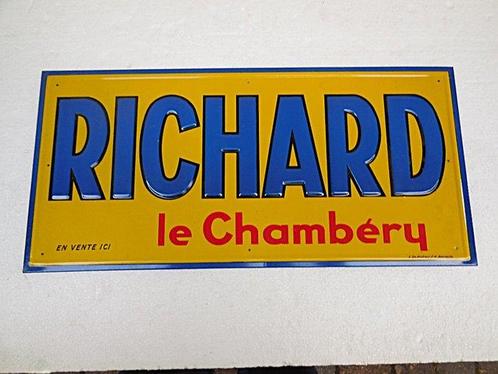 RICHARD
le Chambéry
EN VENTE ICI